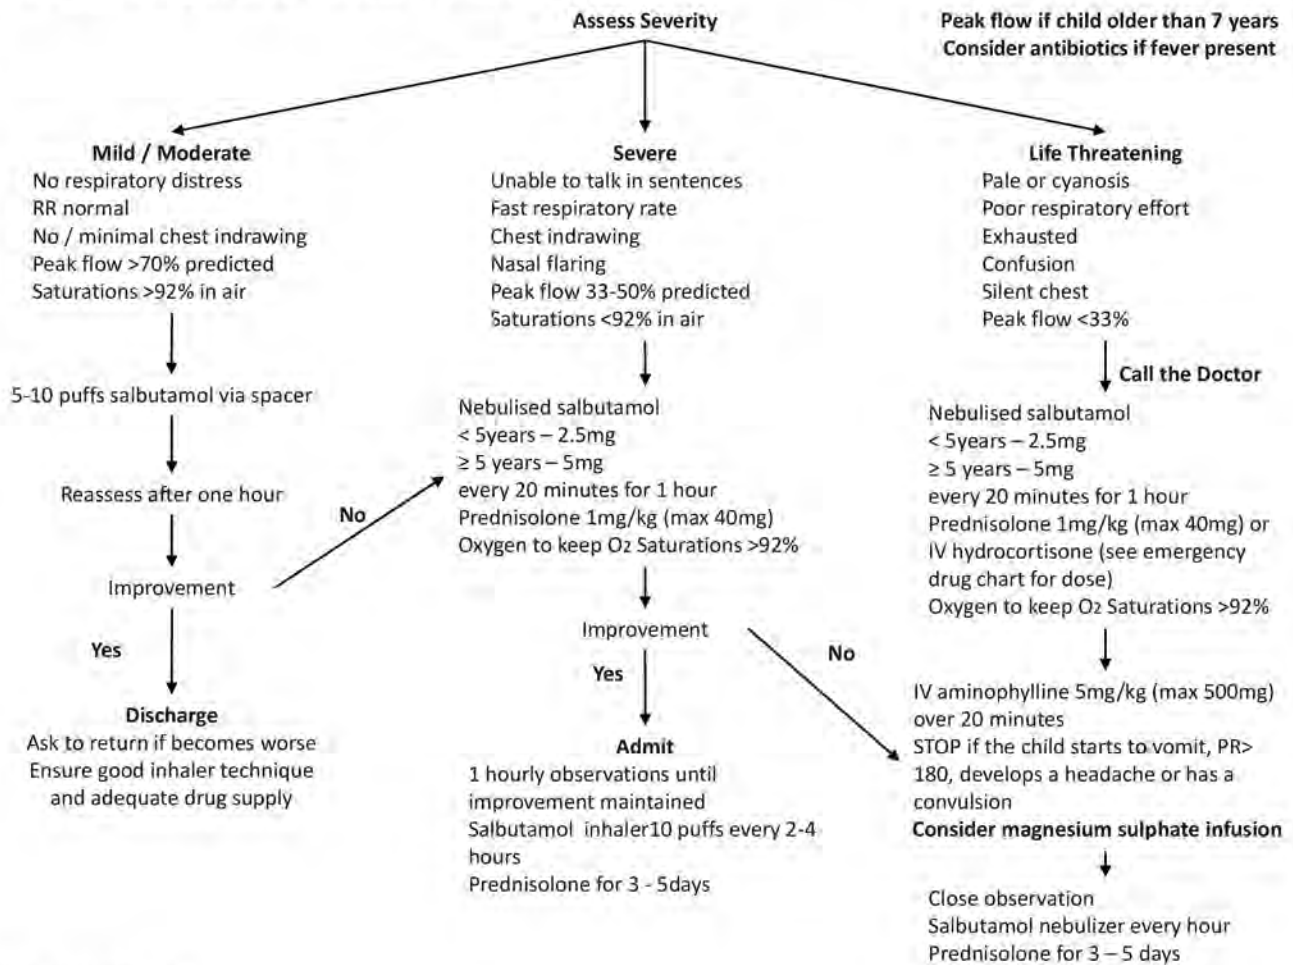 Assess Severity
Peak flow if child older than 7 years
Consider antibiotics if fever present
Mild / Moderate
No respiratory distress
RR normal
No / minimal chest indrawing
Peak flow >70% predicted
Saturations >92% in air
5-10 puffs salbutamol via spacer
Reassess after one hour
Improvement
No
Yes
Discharge
Ask to return if becomes worse
Ensure good inhaler technique
and adequate drug supply
Severe
Unable to talk in sentences
Fast respiratory rate
Chest indrawing
Nasal flaring
Peak flow 33-50% predicted
Saturations <92% in air
Nebulised salbutamol
< 5years – 2.5mg
≥ 5 years – 5mg
every 20 minutes for 1 hour
Prednisolone 1mg/kg (max 40mg)
Oxygen to keep O2 Saturations >92%
Improvement
No
Yes
Admit
1 hourly observations until
improvement maintained
Salbutamol inhaler10 puffs every 2-4
hours
Prednisolone for 3 - 5days
Life Threatening
Pale or cyanosis
Poor respiratory effort
Exhausted
Confusion
Silent chest
Peak flow <33%
Call the Doctor
Nebulised salbutamol
< 5years – 2.5mg
≥ 5 years – 5mg
every 20 minutes for 1 hour
Prednisolone 1mg/kg (max 40mg) or
IV hydrocortisone (see emergency
drug chart for dose)
Oxygen to keep O2 Saturations >92%
IV aminophylline 5mg/kg (max 500mg)
over 20 minutes
STOP if the child starts to vomit, PR>
180, develops a headache or has a
convulsion
Consider magnesium sulphate infusion
Close observation
Salbutamol nebulizer every hour
Prednisolone for 3 – 5 days